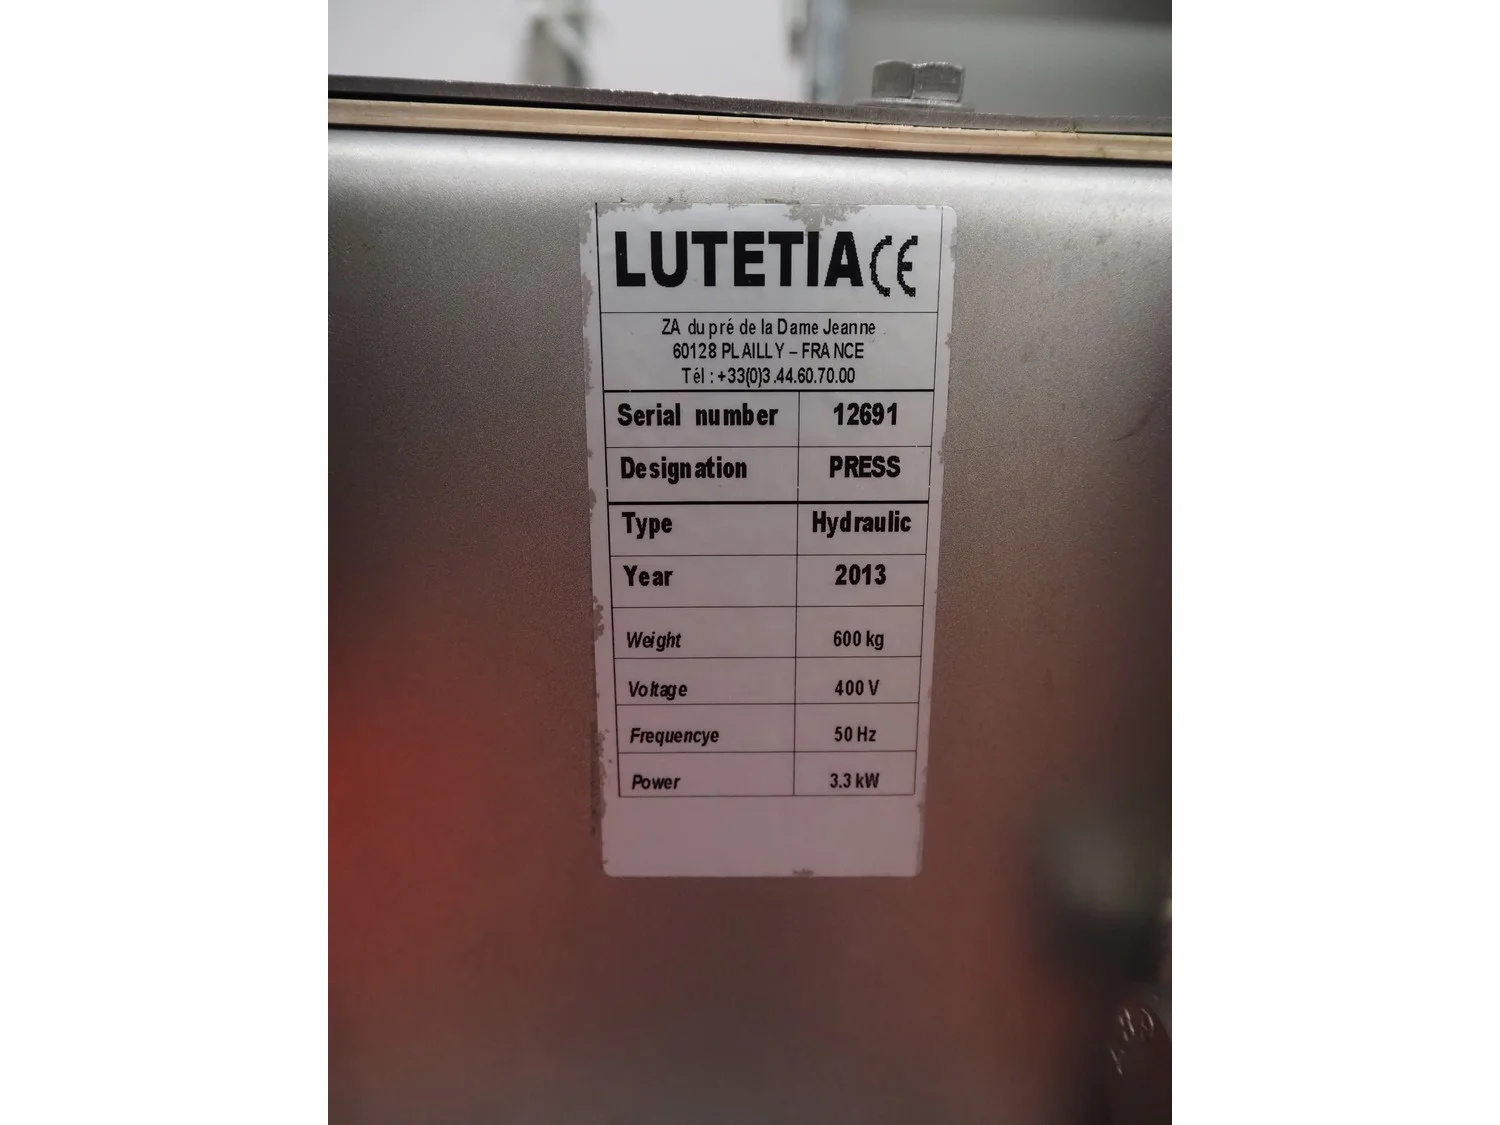 LUTETIA CE
ZA du pré de la Dame Jeanne
60128 PLAILLY – FRANCE
Tél : +33(0)3.44.60.70.00
Serial number 12691
Designation PRESS
Type Hydraulic
Year 2013
Weight 600 kg
Voltage 400 V
Frequencye 50 Hz
Power 3.3 kW